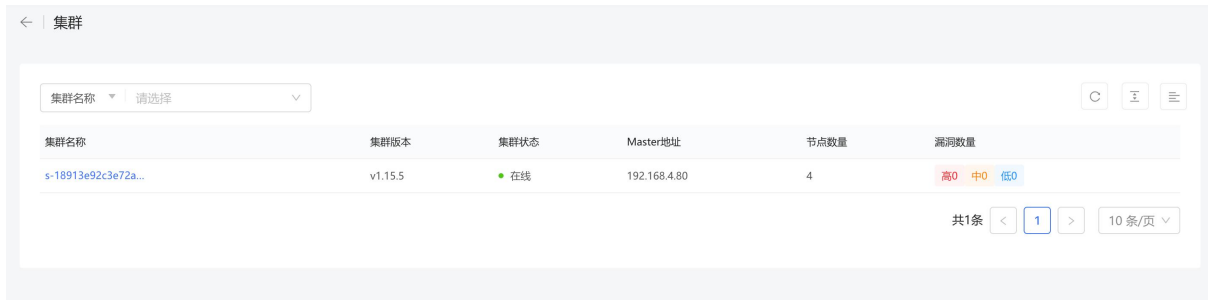 集群
集群名称 请选择
集群名称 集群版本 集群状态 Master地址 节点数量 漏洞数量
s-18913e92c3e72a... v1.15.5 在线 192.168.4.80 4 高0 中0 低0
共1条 < 1 > 10 条/页